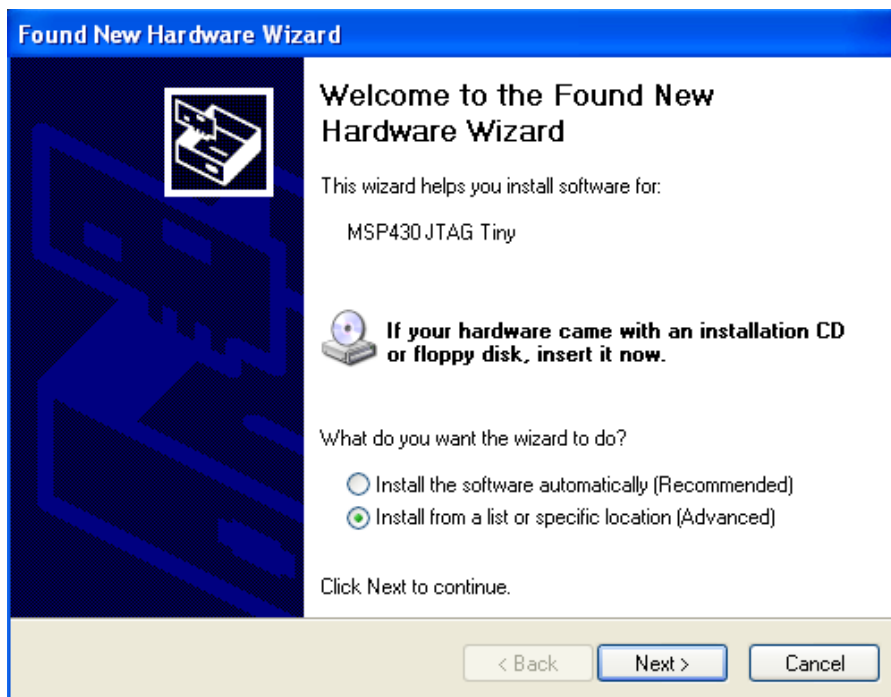 Found New Hardware Wizard
Welcome to the Found New
Hardware Wizard
This wizard helps you install software for:
MSP430 JTAG Tiny
If your hardware came with an installation CD
or floppy disk, insert it now.
What do you want the wizard to do?
Install the software automatically (Recommended)
Install from a list or specific location (Advanced)
Click Next to continue.
< Back
Next >
Cancel